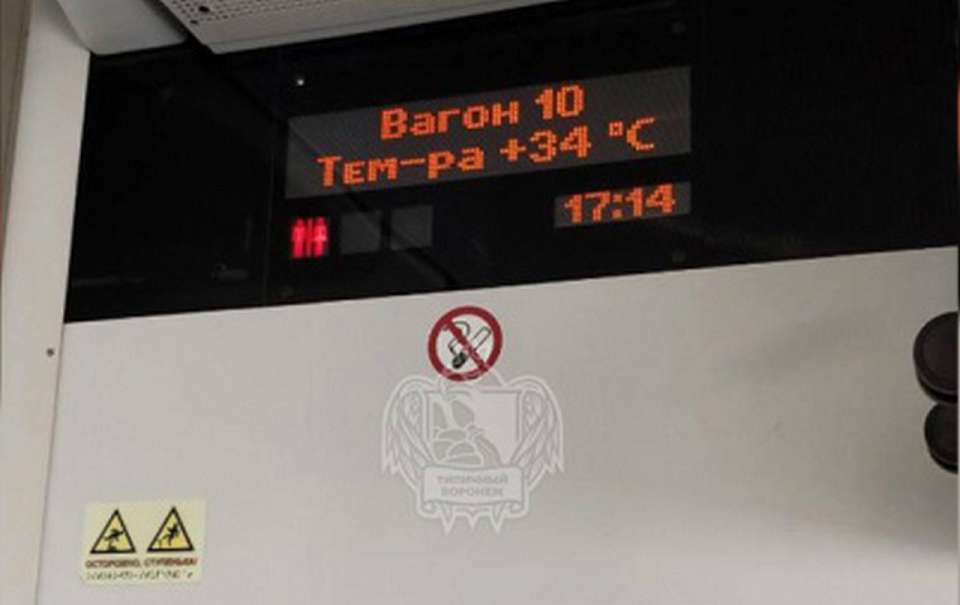 Вагон 10
Тем-ра +34 °C
17:14
ТИПИЧНЫЙ
ВОРОНЕЖ
ОСТОРОЖНО, СТУПЕНЬКИ!